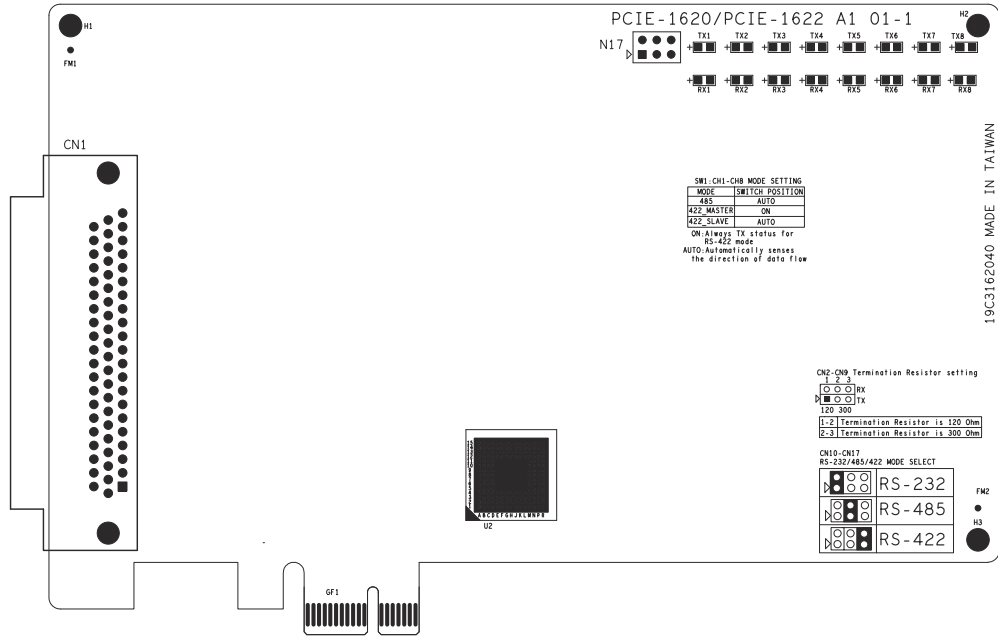 PCIE-1620/PCIE-1622 A1 01-1
H1
H2
FM1
N17
TX1 TX2 TX3 TX4 TX5 TX6 TX7 TX8
RX1 RX2 RX3 RX4 RX5 RX6 RX7 RX8
CN1
19C3162040 MADE IN TAIWAN
SW1:CH1-CH8 MODE SETTING
MODE SWITCH POSITION
485 AUTO
422_MASTER ON
422_SLAVE AUTO
ON:Always TX status for
RS-422 mode
AUTO:Automatically senses
the direction of data flow
CN2-CN9 Termination Resistor setting
1 2 3
RX
TX
120 300
1-2 Termination Resistor is 120 Ohm
2-3 Termination Resistor is 300 Ohm
CN10-CN17
RS-232/485/422 MODE SELECT
RS-232
RS-485
RS-422
FM2
H3
ABCDEFGHJKLMNPR
U2
GF1